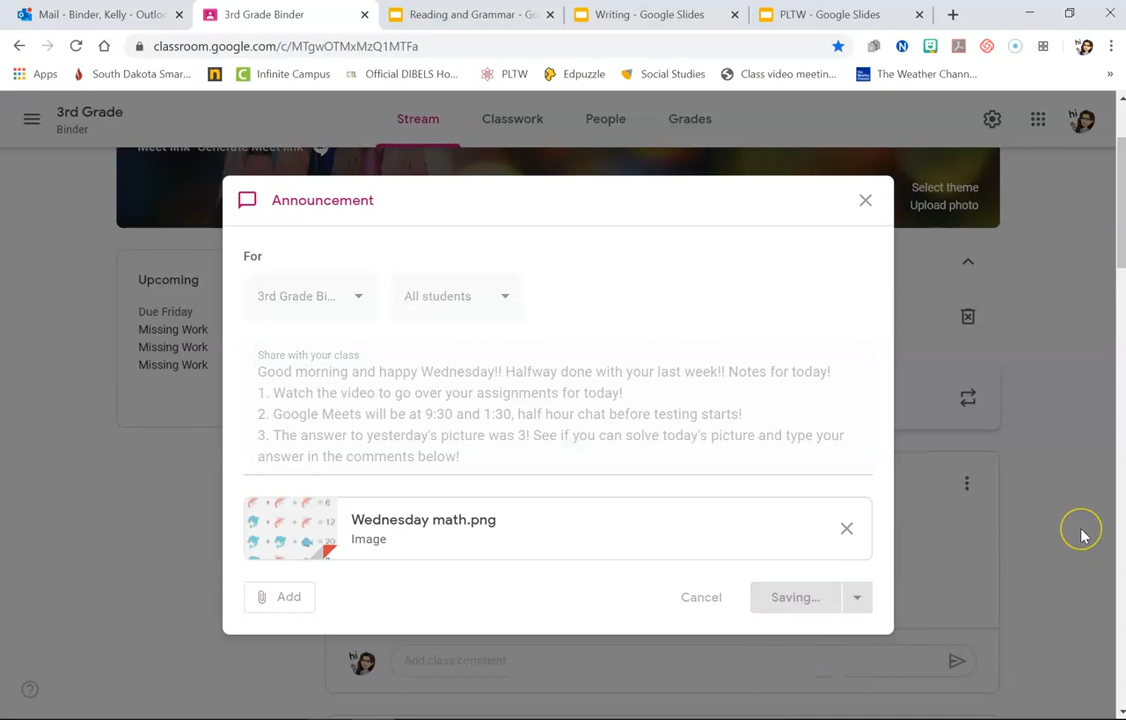 Mail - Binder, Kelly - Outloo
3rd Grade Binder
Reading and Grammar - Go
Writing - Google Slides
PLTW - Google Slides
classroom.google.com/c/MTgwOTMxMzQ1MTFa
Apps
South Dakota Smar...
Infinite Campus
Official DIBELS Ho...
PLTW
Edpuzzle
Social Studies
Class video meetin...
The Weather Chann...
3rd Grade
Binder
Stream
Classwork
People
Grades
Meet link Generate Meet link
Select theme
Upload photo
Announcement
For
3rd Grade Bi...
All students
Upcoming
Due Friday
Missing Work
Missing Work
Missing Work
Share with your class
Good morning and happy Wednesday!! Halfway done with your last week!! Notes for today!
1. Watch the video to go over your assignments for today!
2. Google Meets will be at 9:30 and 1:30, half hour chat before testing starts!
3. The answer to yesterday's picture was 3! See if you can solve today's picture and type your
answer in the comments below!
+ + = 6
+ + = 12
+ + = 20
Wednesday math.png
Image
Add
Cancel
Saving...
Add class comment